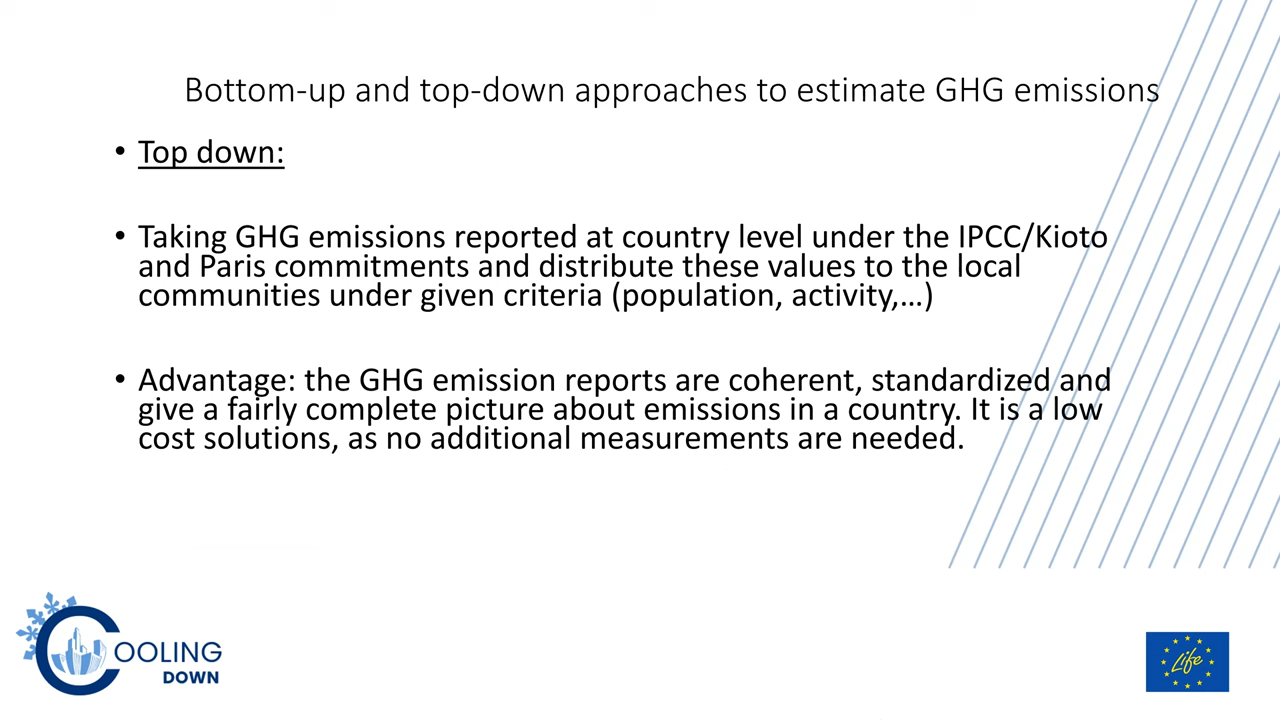 Bottom-up and top-down approaches to estimate GHG emissions
• Top down:
• Taking GHG emissions reported at country level under the IPCC/Kioto
and Paris commitments and distribute these values to the local
communities under given criteria (population, activity,...)
• Advantage: the GHG emission reports are coherent, standardized and
give a fairly complete picture about emissions in a country. It is a low
cost solutions, as no additional measurements are needed.
COOLING
DOWN
Life